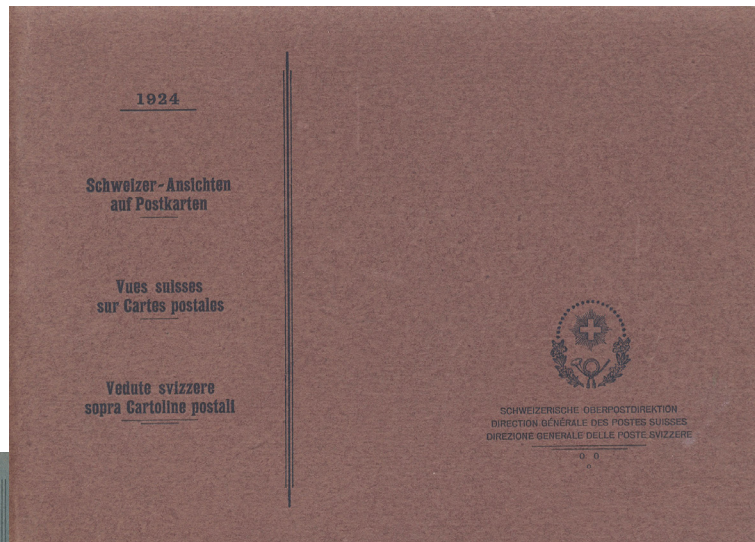 1924
Schweizer-Ansichten
auf Postkarten
Vues suisses
sur Cartes postales
Vedute svizzere
sopra Cartoline postali
SCHWEIZERISCHE OBERPOSTDIREKTION
DIRECTION GÉNÉRALE DES POSTES SUISSES
DIREZIONE GENERALE DELLE POSTE SVIZZERE